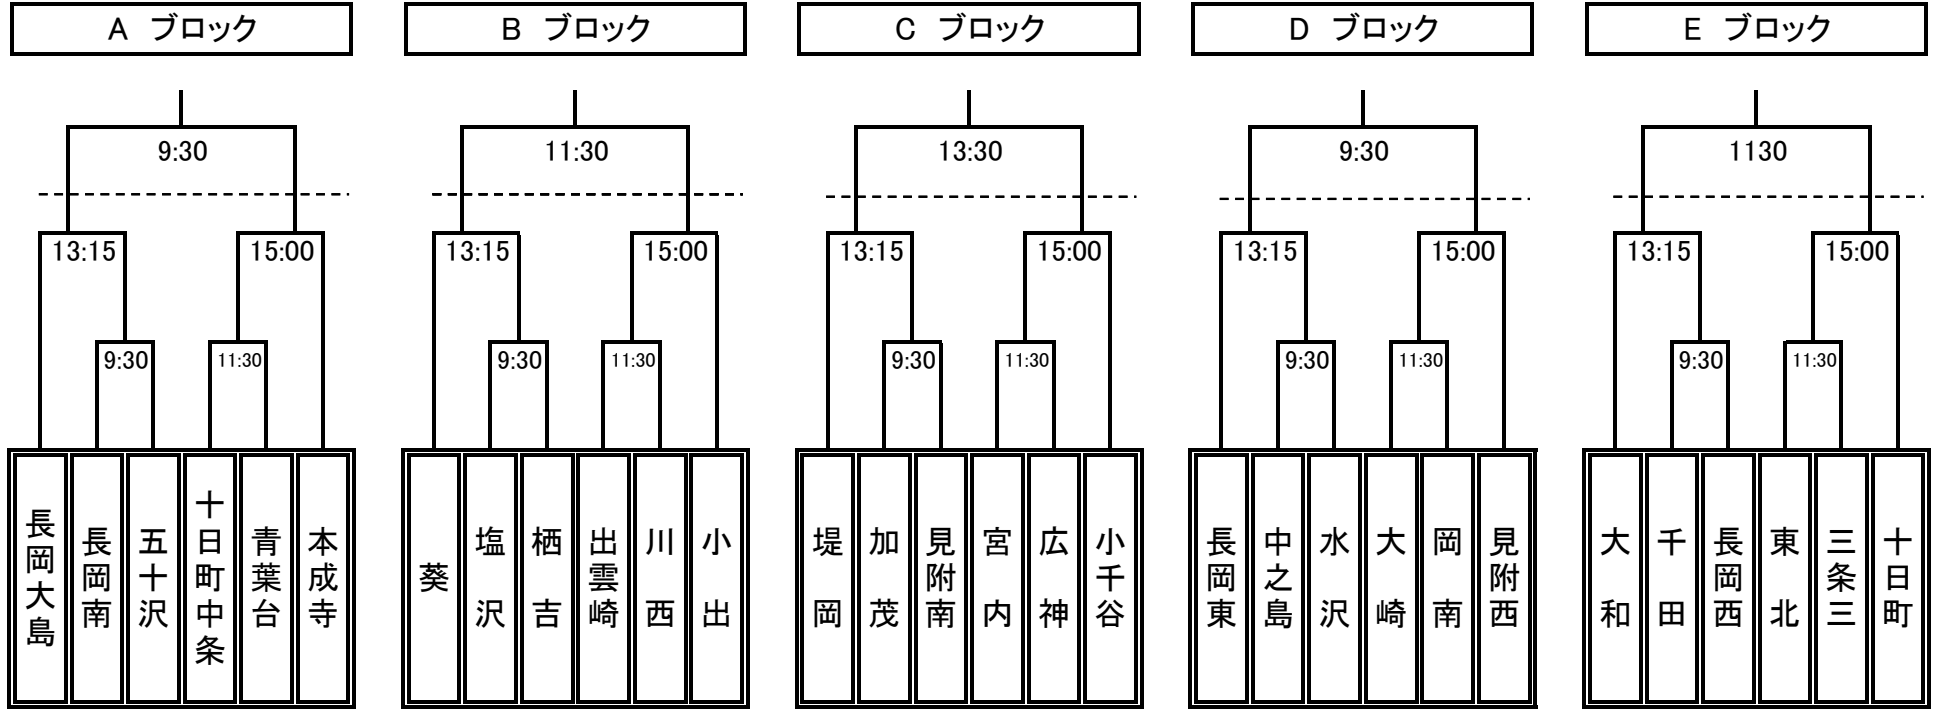 A ブロック
B ブロック
C ブロック
D ブロック
E ブロック
9:30
11:30
13:30
9:30
1130
13:15
15:00
13:15
15:00
13:15
15:00
13:15
15:00
13:15
15:00
9:30
11:30
9:30
11:30
9:30
11:30
9:30
11:30
9:30
11:30
長岡大島
長岡南
五十沢
十日町中条
青葉台
本成寺
葵
塩沢
栖吉
出雲崎
川西
小出
堤岡
加茂
見附南
宮内
広神
小千谷
長岡東
中之島
水沢
大崎
岡南
見附西
大和
千田
長岡西
東北
三条三
十日町